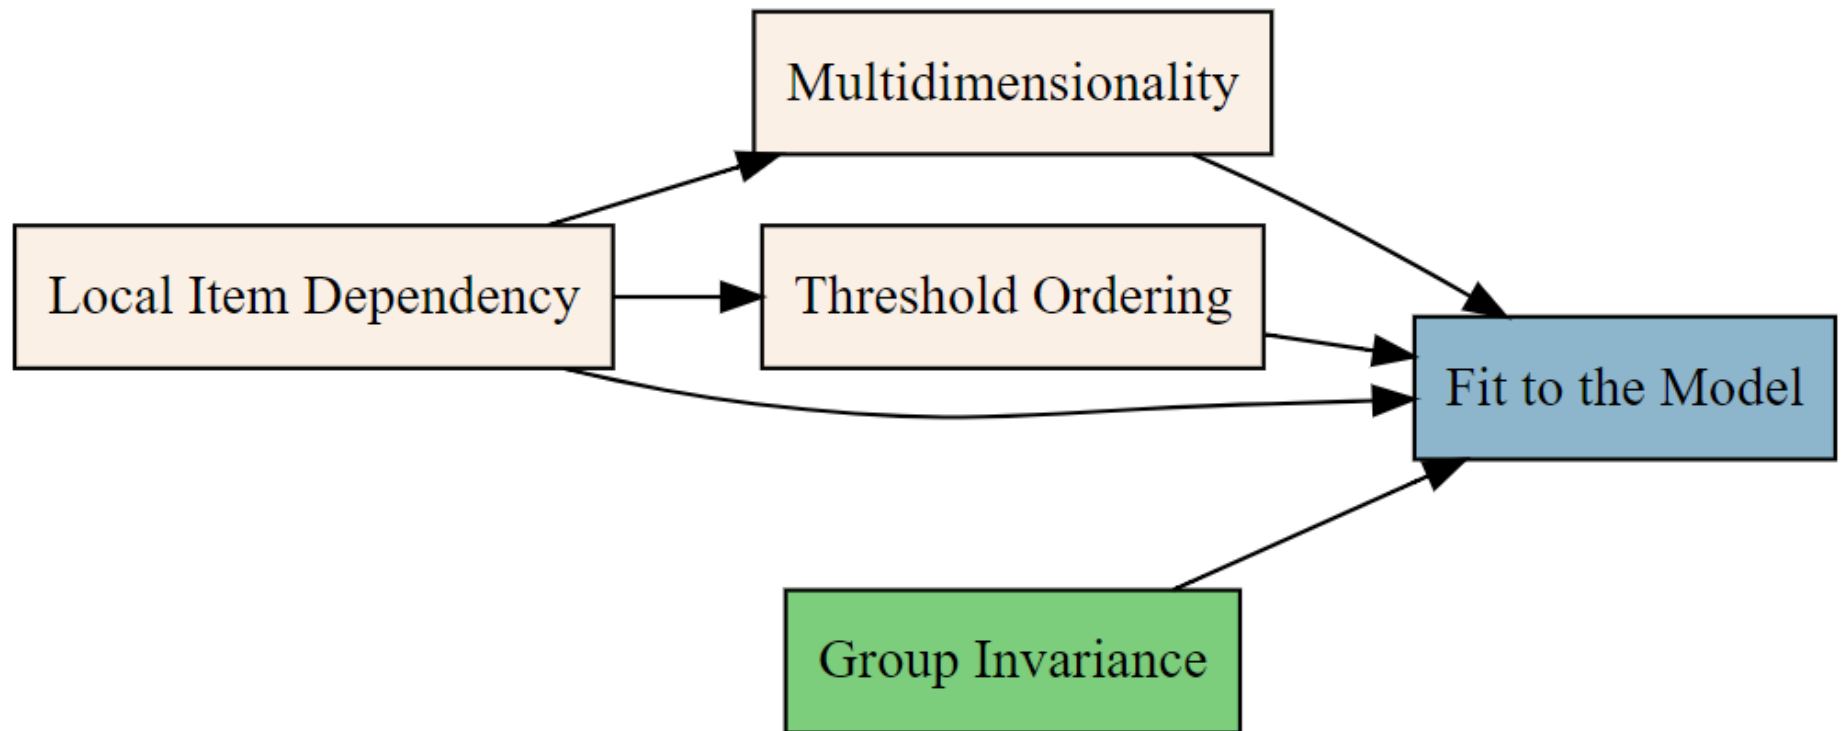 Multidimensionality
Local Item Dependency
Threshold Ordering
Fit to the Model
Group Invariance